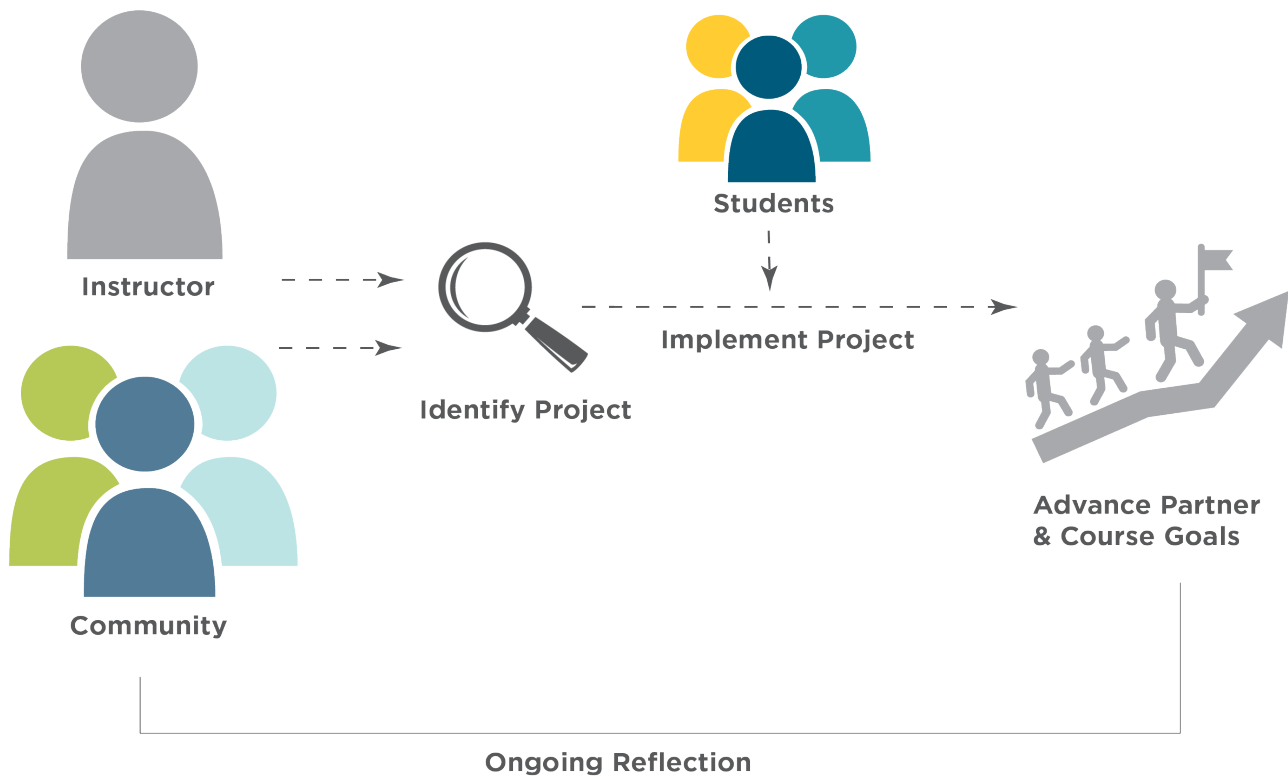 Students
Instructor
Implement Project
Identify Project
Advance Partner
& Course Goals
Community
Ongoing Reflection